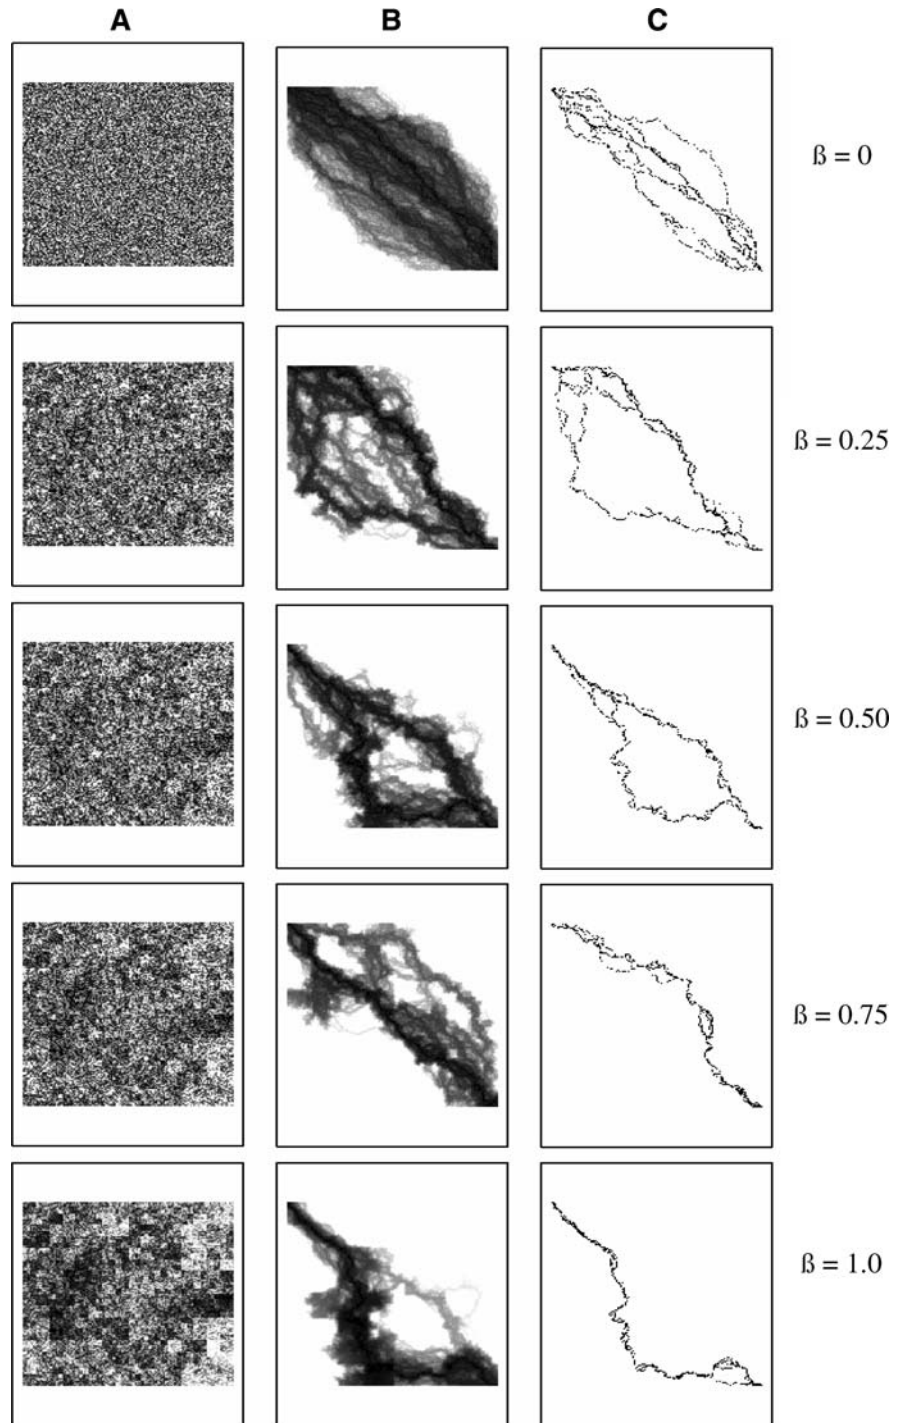 A B C
ß = 0
ß = 0.25
ß = 0.50
ß = 0.75
ß = 1.0